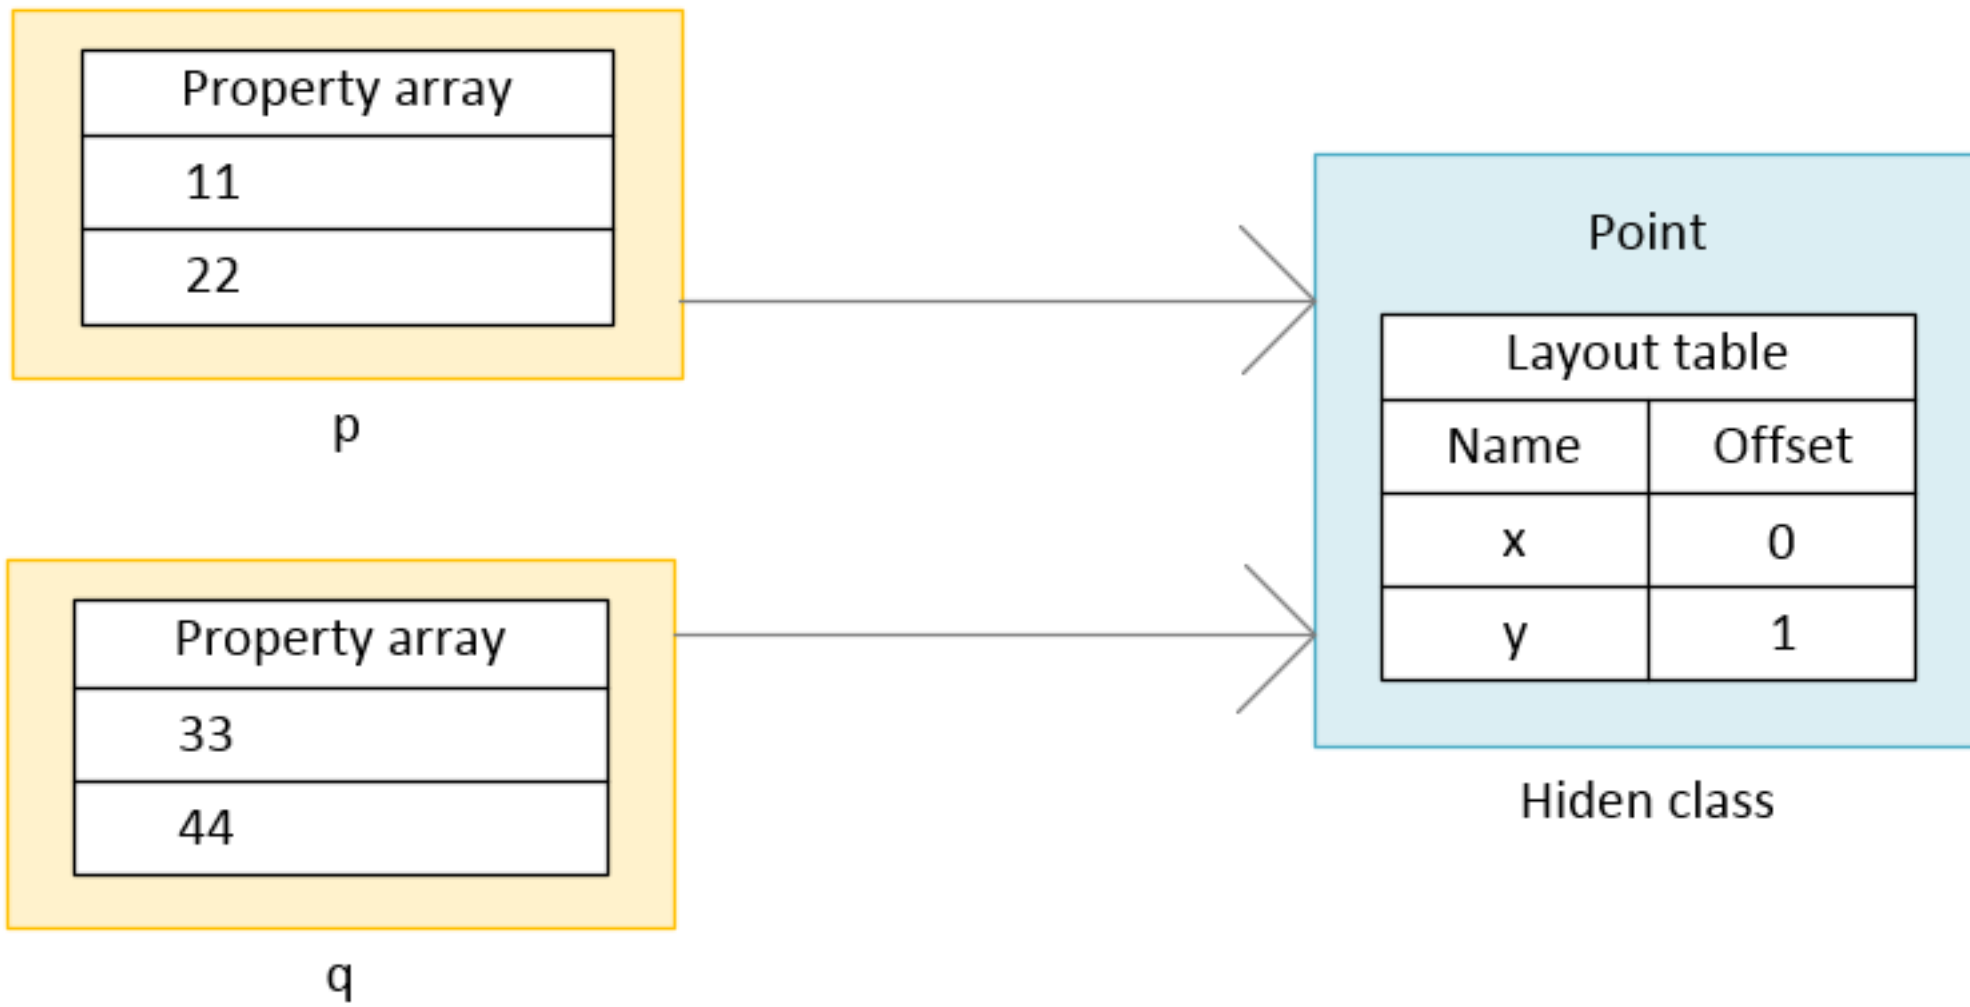 Property array
11
22
p
Property array
33
44
q
Point
Layout table
Name Offset
x 0
y 1
Hiden class